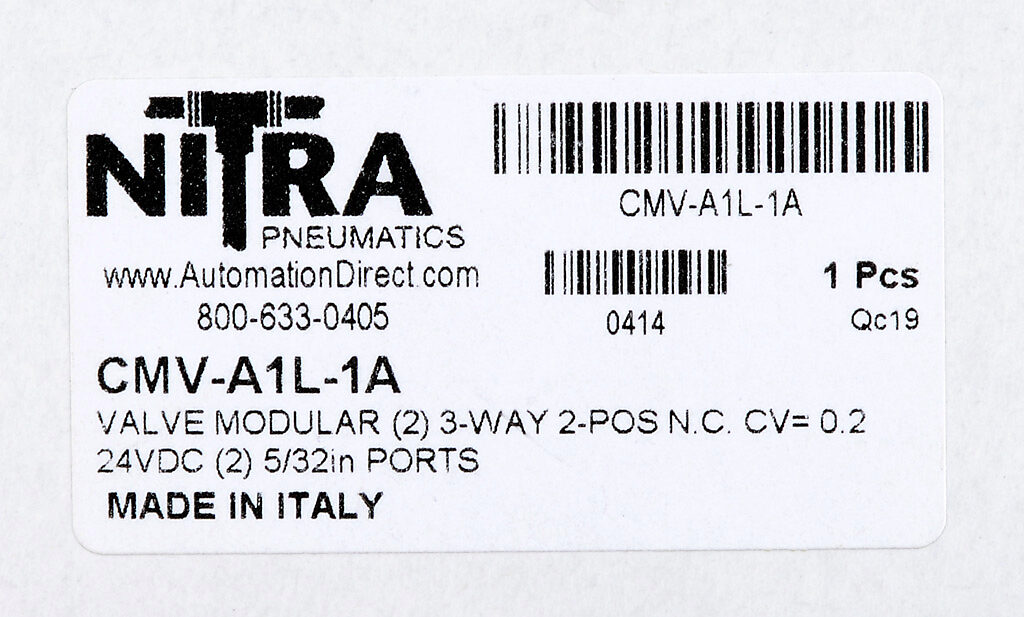 NITRA
PNEUMATICS
www.AutomationDirect.com
800-633-0405
CMV-A1L-1A
0414
1 Pcs
Qc19
CMV-A1L-1A
VALVE MODULAR (2) 3-WAY 2-POS N.C. CV= 0.2
24VDC (2) 5/32in PORTS
MADE IN ITALY